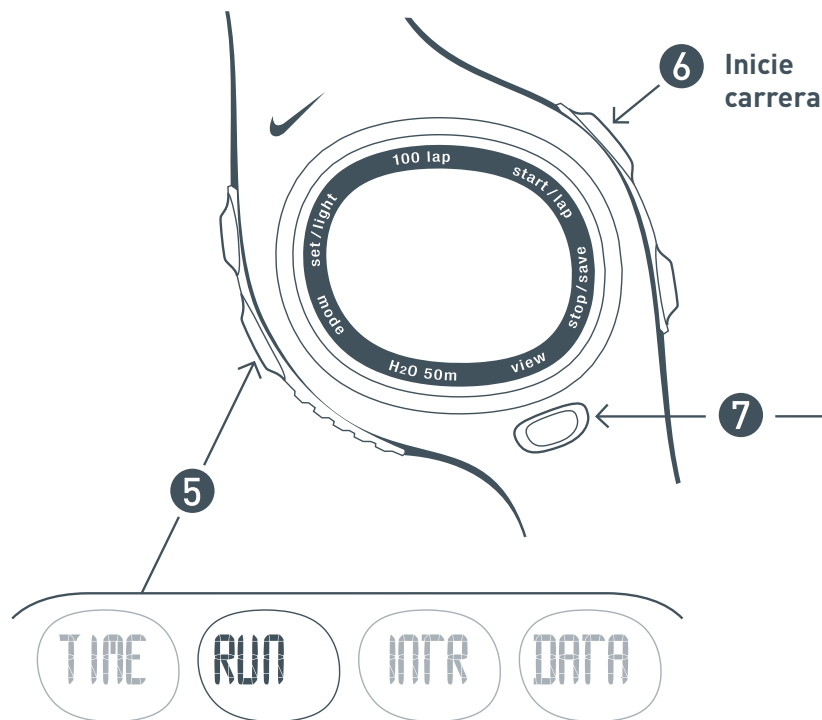 6 Inicie
carrera
100 lap
start/lap
set/light
stop/save
mode
view
H2O 50m
7
5
TIME
RUN
INTR
DATA